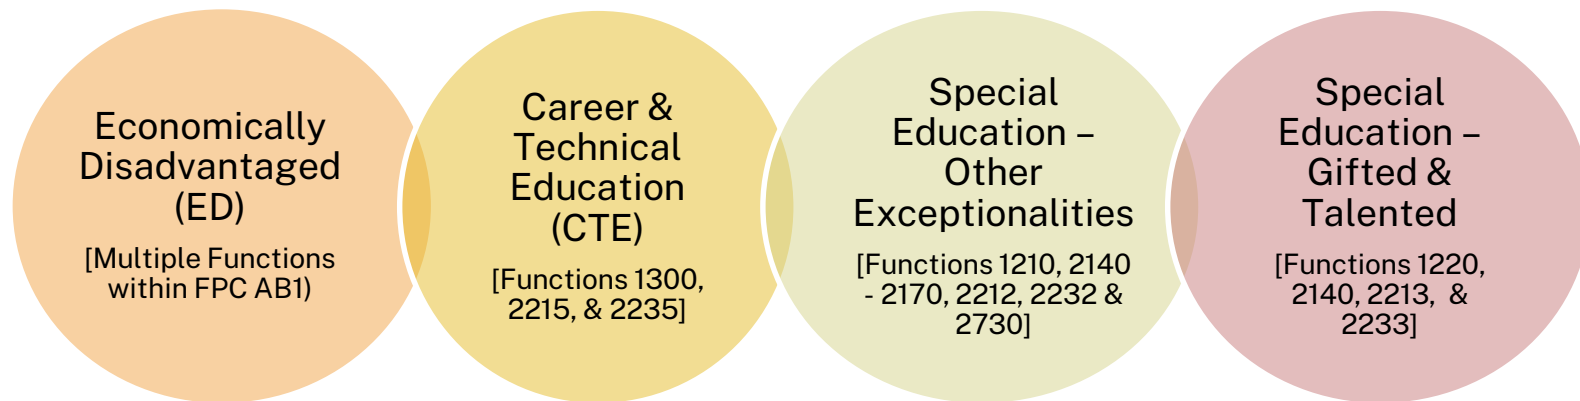 Economically
Disadvantaged
(ED)
[Multiple Functions
within FPC AB1)
Career &
Technical
Education
(CTE)
[Functions 1300,
2215, & 2235]
Special
Education –
Other
Exceptionalities
[Functions 1210, 2140
- 2170, 2212, 2232 &
2730]
Special
Education –
Gifted &
Talented
[Functions 1220,
2140, 2213,  &
2233]